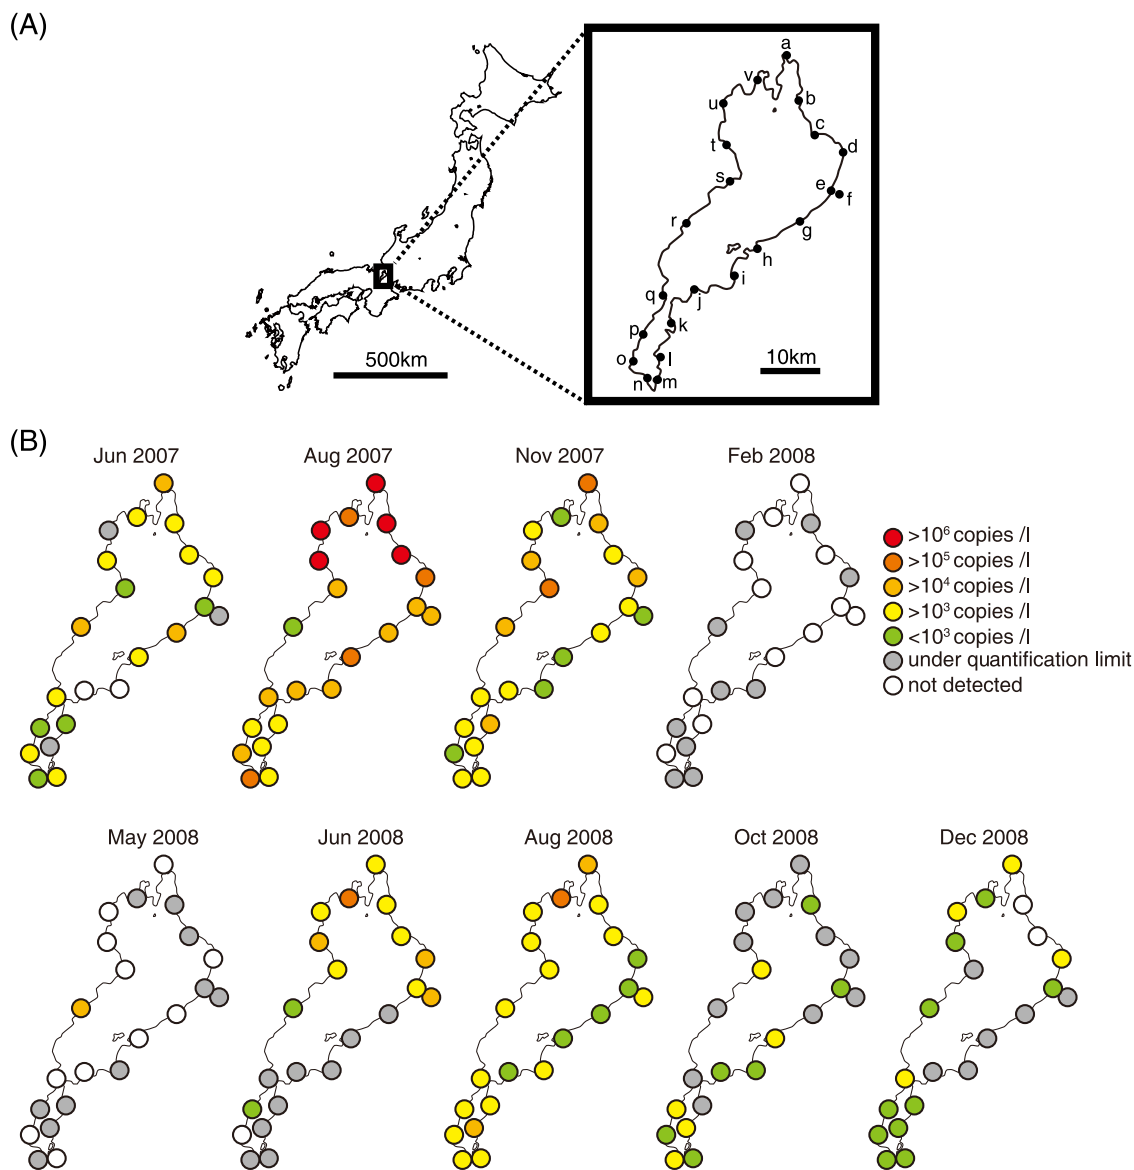 (A)
a
v
b
u
c
t
d
s
e
f
r
g
h
i
q
j
k
p
o
l
n
m
500km
10km
(B)
Jun 2007
Aug 2007
Nov 2007
Feb 2008
>10⁶ copies /l
>10⁵ copies /l
>10⁴ copies /l
>10³ copies /l
<10³ copies /l
under quantification limit
not detected
May 2008
Jun 2008
Aug 2008
Oct 2008
Dec 2008